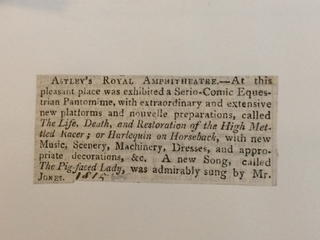 ASTLEY'S ROYAL AMPHITHEATRE.—At this
pleasant place was exhibited a Serio-Comic Eques-
trian Pantomime, with extraordinary and extensive
new platforms and nouvelle preparations, called
The Life, Death, and Restoration of the High Met-
tled Racer; or Harlequin on Horseback, with new
Music, Scenery, Machinery, Dresses, and appro-
priate decorations, &c. A new Song, called
The Pig-faced Lady, was admirably sung by Mr.
JONES. 1815